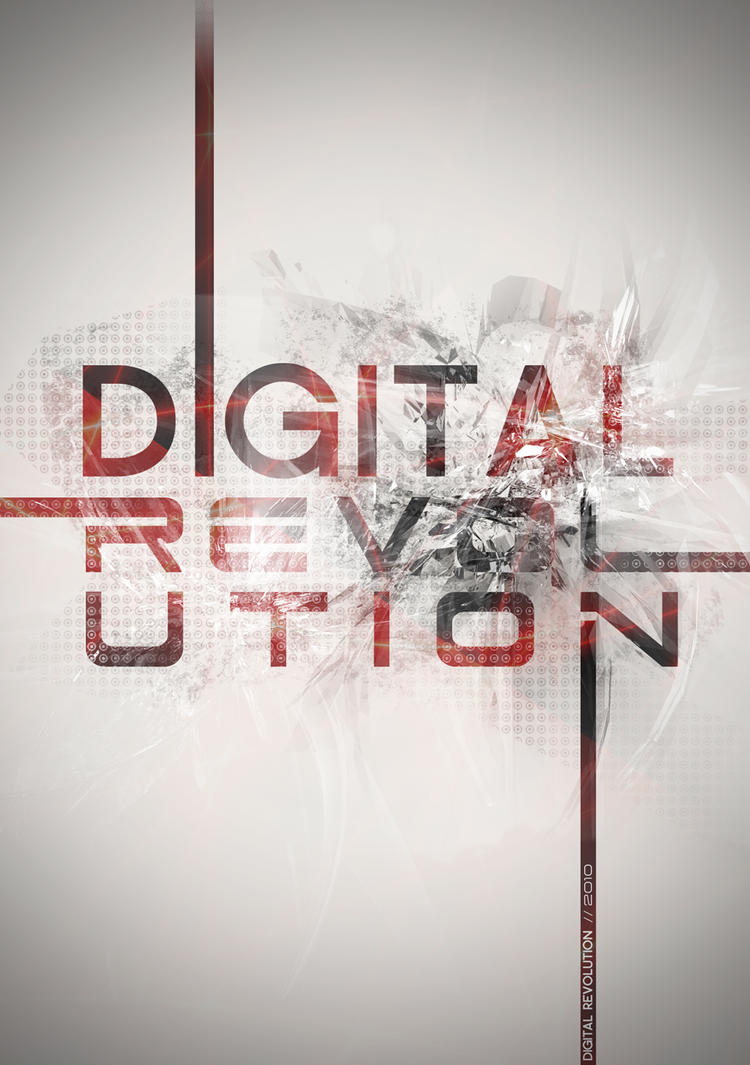 DIGITAL
REVOL
UTION
DIGITAL REVOLUTION // 2010